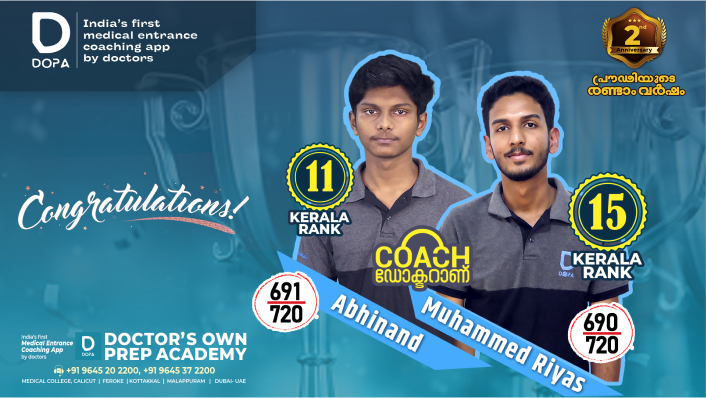 DOPA
India's first
medical entrance
coaching app
by doctors
2nd
Anniversary
പ്രൗഢിയുടെ
രണ്ടാം വർഷം
Congratulations!
11
KERALA
RANK
15
KERALA
RANK
COACH
ഡോക്ടറാണ്
DOPA
691
720
Abhinand
Muhammed Riyas
690
720
India's first
Medical Entrance
Coaching App
by doctors
DOPA
DOCTOR'S OWN
PREP ACADEMY
+91 9645 20 2200, +91 9645 37 2200
MEDICAL COLLEGE, CALICUT | FEROKE | KOTTAKKAL | MALAPPURAM | DUBAI- UAE